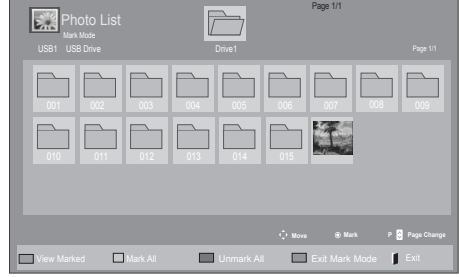 Page 1/1
Photo List
Mark Mode
USB1 USB Drive Drive1 Page 1/1
001 002 003 004 005 006 007 008 009
010 011 012 013 014 015
Move Mark P Page Change
View Marked Mark All Unmark All Exit Mark Mode Exit